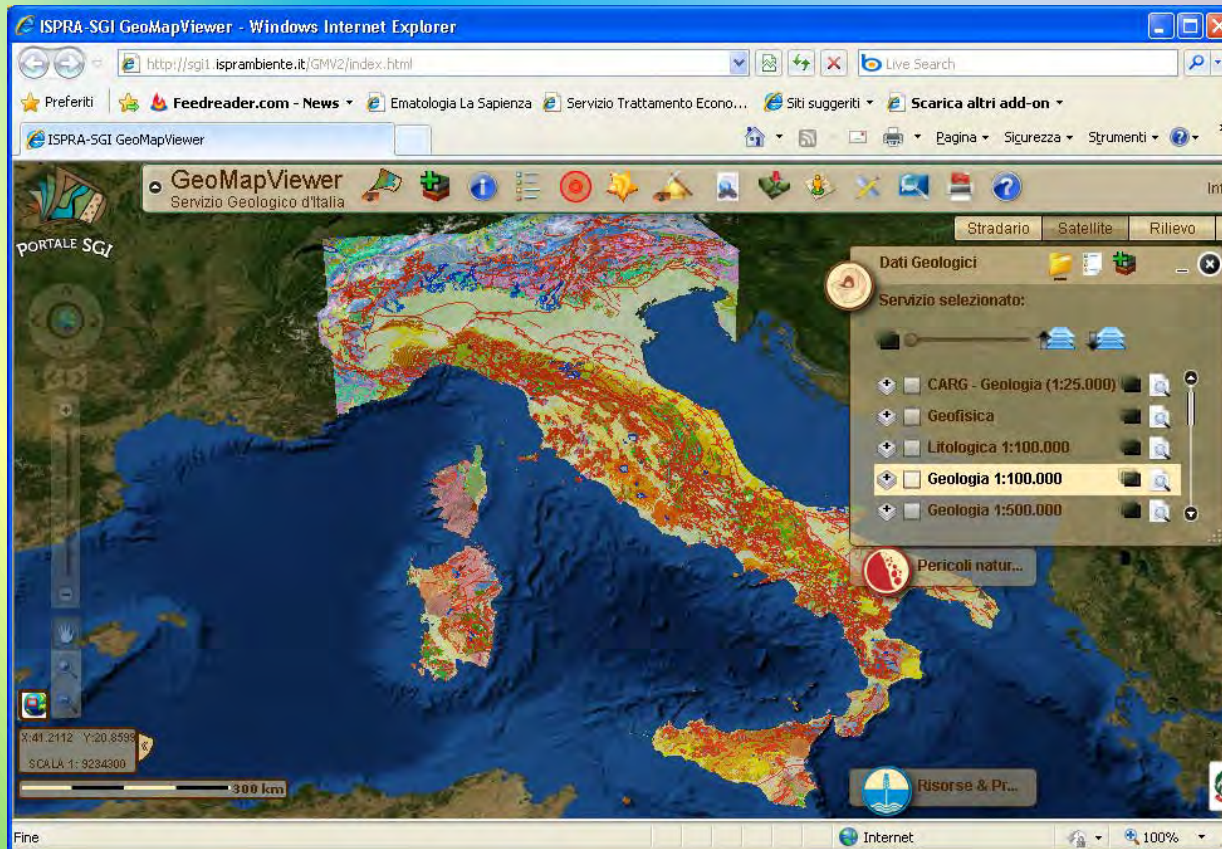 ISPRA-SGI GeoMapViewer - Windows Internet Explorer
http://sgi1.isprambiente.it/GMV2/index.html
Live Search
Preferiti Feedreader.com - News Ematologia La Sapienza Servizio Trattamento Econo... Siti suggeriti Scarica altri add-on
ISPRA-SGI GeoMapViewer Pagina Sicurezza Strumenti
GeoMapViewer
Servizio Geologico d'Italia
PORTALE SGI
Stradario Satellite Rilievo
Dati Geologici
Servizio selezionato:
CARG - Geologia (1:25.000)
Geofisica
Litologica 1:100.000
Geologia 1:100.000
Geologia 1:500.000
Pericoli natur...
X:41.2112 Y:20.8599
SCALA 1: 9234300
300 km
Risorse & Pr...
Fine Internet 100%